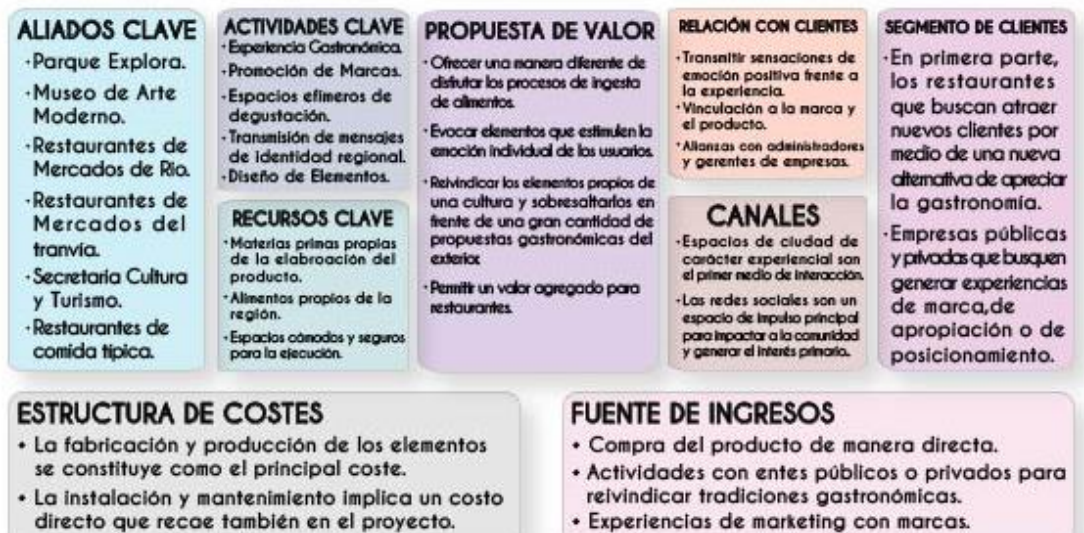 ALIADOS CLAVE
·Parque Explora.
·Museo de Arte
Moderno.
·Restaurantes de
Mercados de Rio.
·Restaurantes de
Mercados del
tranvía.
·Secretaria Cultura
y Turismo.
·Restaurantes de
comida típica.
ACTIVIDADES CLAVE
·Experiencia Gastronómica.
·Promoción de Marcas.
·Espacios efimeros de
degustación.
·Transmisión de mensajes
de identidad regional.
·Diseño de Elementos.
RECURSOS CLAVE
·Materias primas propias
de la elabroación del
producto.
·Alimentos propios de la
región.
·Espacios cómodos y seguros
para la ejecución.
PROPUESTA DE VALOR
·Ofrecer una manera diferente de
disfrutar los procesos de ingesta
de alimentos.
·Evocar elementos que estimulen la
emoción individual de los usuarios.
·Reivindicar los elementos propios de
una cultura y sobresaltarlos en
frente de una gran cantidad de
propuestas gastronómicas del
exterior.
·Permitir un valor agregado para
restaurantes.
RELACIÓN CON CLIENTES
·Transmitir sensaciones de
emoción positiva frente a
la experiencia.
·Vinculación a la marca y
el producto.
·Alianzas con administradores
y gerentes de empresas.
CANALES
·Espacios de ciudad de
carácter experiencial son
el primer medio de interacción.
·Las redes sociales son un
espacio de impulso principal
para impactar a la comunidad
y generar el interés primario.
SEGMENTO DE CLIENTES
·En primera parte,
los restaurantes
que buscan atraer
nuevos clientes por
medio de una nueva
alternativa de apreciar
la gastronomía.
·Empresas públicas
y privadas que busquen
generar experiencias
de marca,de
apropiación o de
posicionamiento.
ESTRUCTURA DE COSTES
• La fabricación y producción de los elementos
se constituye como el principal coste.
• La instalación y mantenimiento implica un costo
directo que recae también en el proyecto.
FUENTE DE INGRESOS
• Compra del producto de manera directa.
• Actividades con entes públicos o privados para
reivindicar tradiciones gastronómicas.
• Experiencias de marketing con marcas.